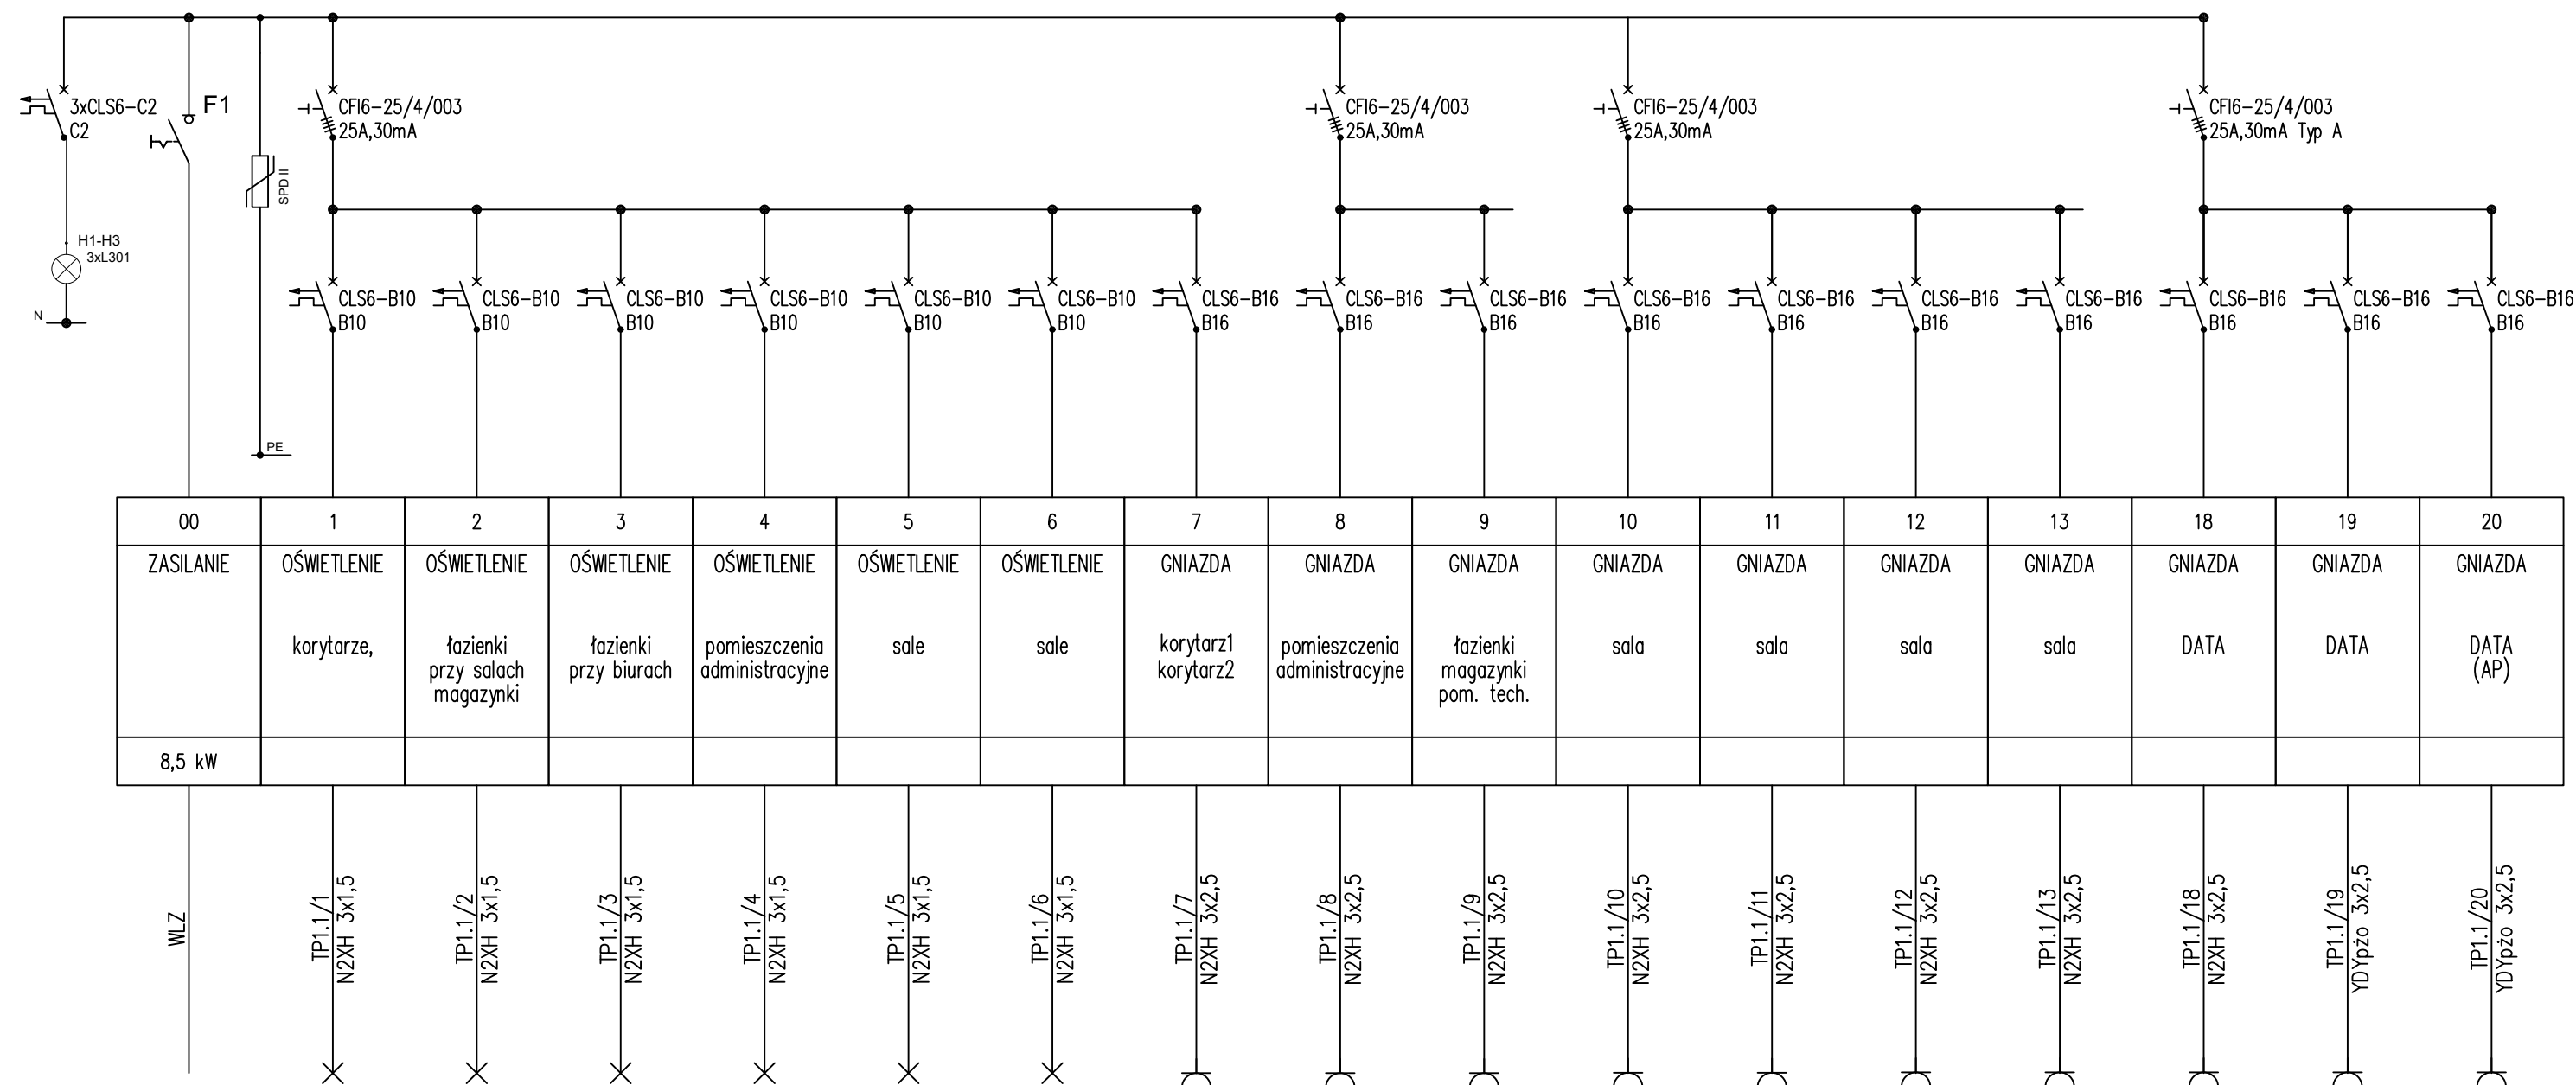 3xCLS6-C2
C2
F1
SPD II
CFI6-25/4/003
25A,30mA
CFI6-25/4/003
25A,30mA
CFI6-25/4/003
25A,30mA
CFI6-25/4/003
25A,30mA Typ A
H1-H3
3xL301
N
PE
CLS6-B10
B10
CLS6-B10
B10
CLS6-B10
B10
CLS6-B10
B10
CLS6-B10
B10
CLS6-B10
B10
CLS6-B16
B16
CLS6-B16
B16
CLS6-B16
B16
CLS6-B16
B16
CLS6-B16
B16
CLS6-B16
B16
CLS6-B16
B16
CLS6-B16
B16
CLS6-B16
B16
CLS6-B16
B16
00
ZASILANIE
8,5 kW
1
OŚWIETLENIE
korytarze,
2
OŚWIETLENIE
łazienki
przy salach
magazynki
3
OŚWIETLENIE
łazienki
przy biurach
4
OŚWIETLENIE
pomieszczenia
administracyjne
5
OŚWIETLENIE
sale
6
OŚWIETLENIE
sale
7
GNIAZDA
korytarz1
korytarz2
8
GNIAZDA
pomieszczenia
administracyjne
9
GNIAZDA
łazienki
magazynki
pom. tech.
10
GNIAZDA
sala
11
GNIAZDA
sala
12
GNIAZDA
sala
13
GNIAZDA
sala
18
GNIAZDA
DATA
19
GNIAZDA
DATA
20
GNIAZDA
DATA
(AP)
WLZ
TP1.1/1
N2XH 3x1,5
TP1.1/2
N2XH 3x1,5
TP1.1/3
N2XH 3x1,5
TP1.1/4
N2XH 3x1,5
TP1.1/5
N2XH 3x1,5
TP1.1/6
N2XH 3x1,5
TP1.1/7
N2XH 3x2,5
TP1.1/8
N2XH 3x2,5
TP1.1/9
N2XH 3x2,5
TP1.1/10
N2XH 3x2,5
TP1.1/11
N2XH 3x2,5
TP1.1/12
N2XH 3x2,5
TP1.1/13
N2XH 3x2,5
TP1.1/18
N2XH 3x2,5
TP1.1/19
YDYpżo 3x2,5
TP1.1/20
YDYpżo 3x2,5